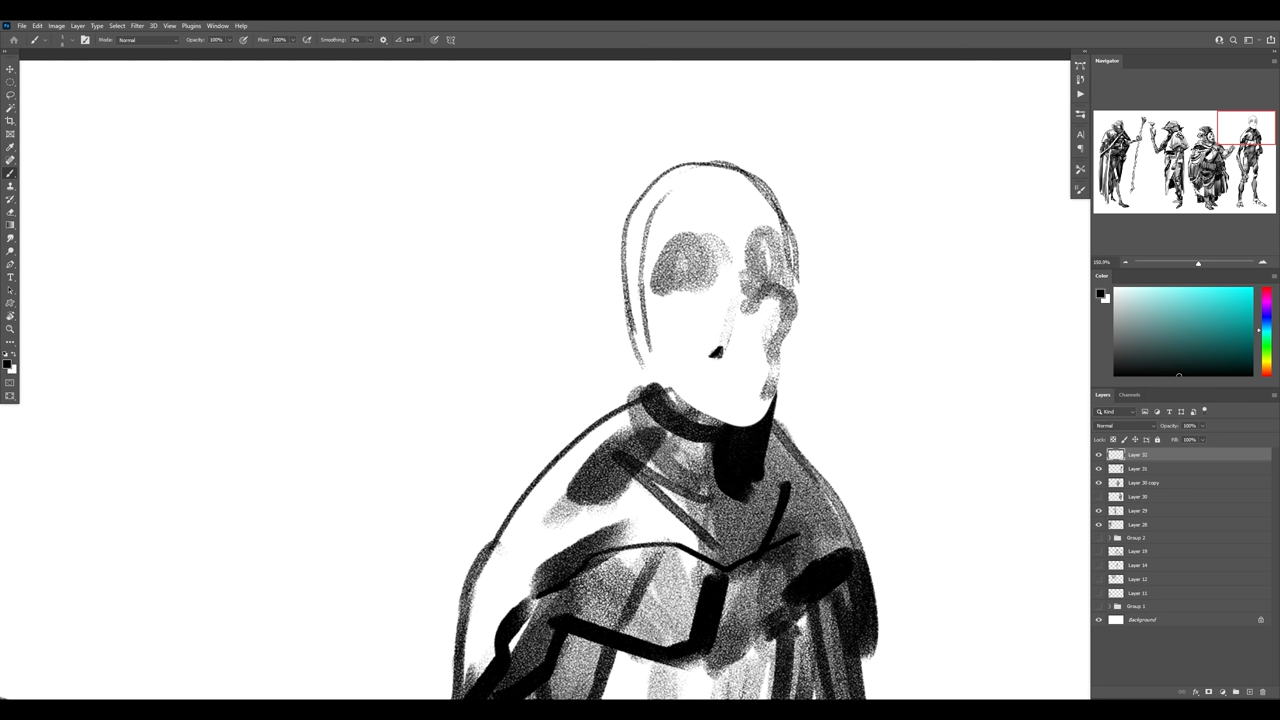 File Edit Image Layer Type Select Filter 3D View Plugins Window Help
Mode: Normal Opacity: 100% Flow: 100% Smoothing: 0% 84°
Navigator
150.9%
Color
Layers Channels
Kind
Normal Opacity: 100%
Lock: Fill: 100%
Layer 32
Layer 31
Layer 30 copy
Layer 30
Layer 29
Layer 28
Group 2
Layer 19
Layer 14
Layer 12
Layer 11
Group 1
Background